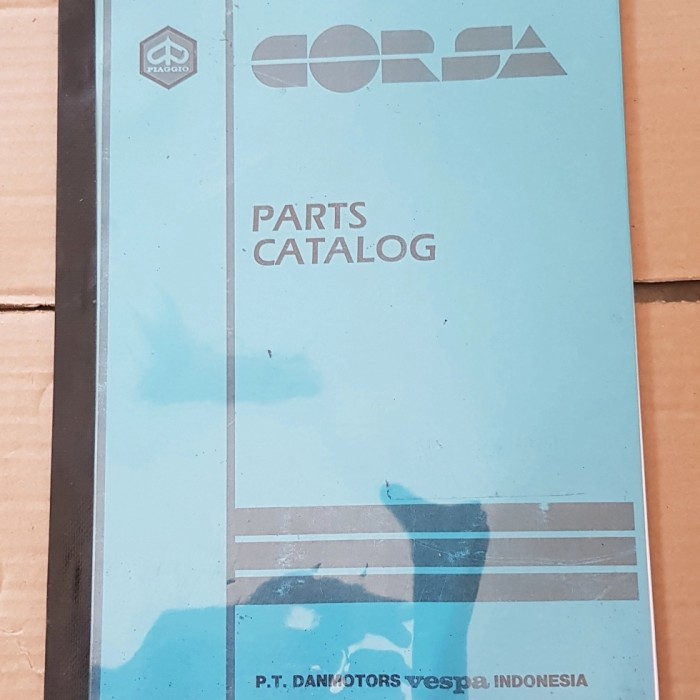 PIAGGIO
CORSA
PARTS
CATALOG
P.T. DANMOTORS vespa INDONESIA